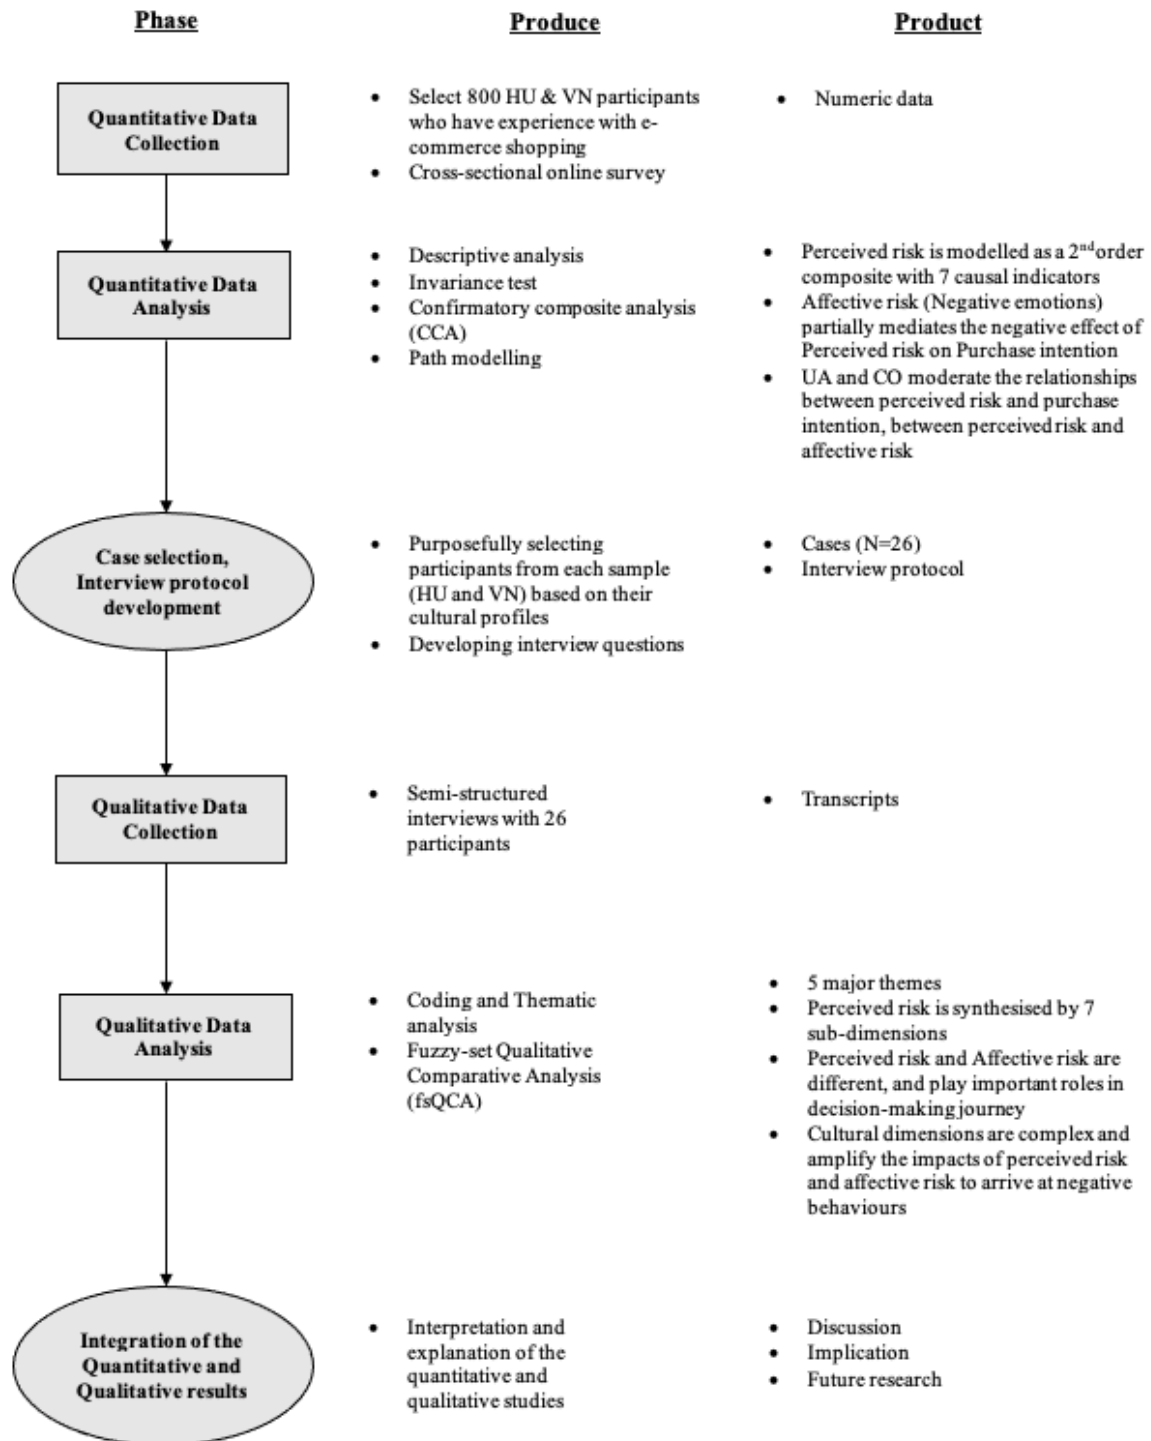 Phase
Produce
Product
Quantitative Data
Collection
• Select 800 HU & VN participants
who have experience with e-
commerce shopping
• Cross-sectional online survey
• Numeric data
Quantitative Data
Analysis
• Descriptive analysis
• Invariance test
• Confirmatory composite analysis
(CCA)
• Path modelling
• Perceived risk is modelled as a 2nd order
composite with 7 causal indicators
• Affective risk (Negative emotions)
partially mediates the negative effect of
Perceived risk on Purchase intention
• UA and CO moderate the relationships
between perceived risk and purchase
intention, between perceived risk and
affective risk
Case selection,
Interview protocol
development
• Purposefully selecting
participants from each sample
(HU and VN) based on their
cultural profiles
• Developing interview questions
• Cases (N=26)
• Interview protocol
Qualitative Data
Collection
• Semi-structured
interviews with 26
participants
• Transcripts
Qualitative Data
Analysis
• Coding and Thematic
analysis
• Fuzzy-set Qualitative
Comparative Analysis
(fsQCA)
• 5 major themes
• Perceived risk is synthesised by 7
sub-dimensions
• Perceived risk and Affective risk are
different, and play important roles in
decision-making journey
• Cultural dimensions are complex and
amplify the impacts of perceived risk
and affective risk to arrive at negative
behaviours
Integration of the
Quantitative and
Qualitative results
• Interpretation and
explanation of the
quantitative and
qualitative studies
• Discussion
• Implication
• Future research